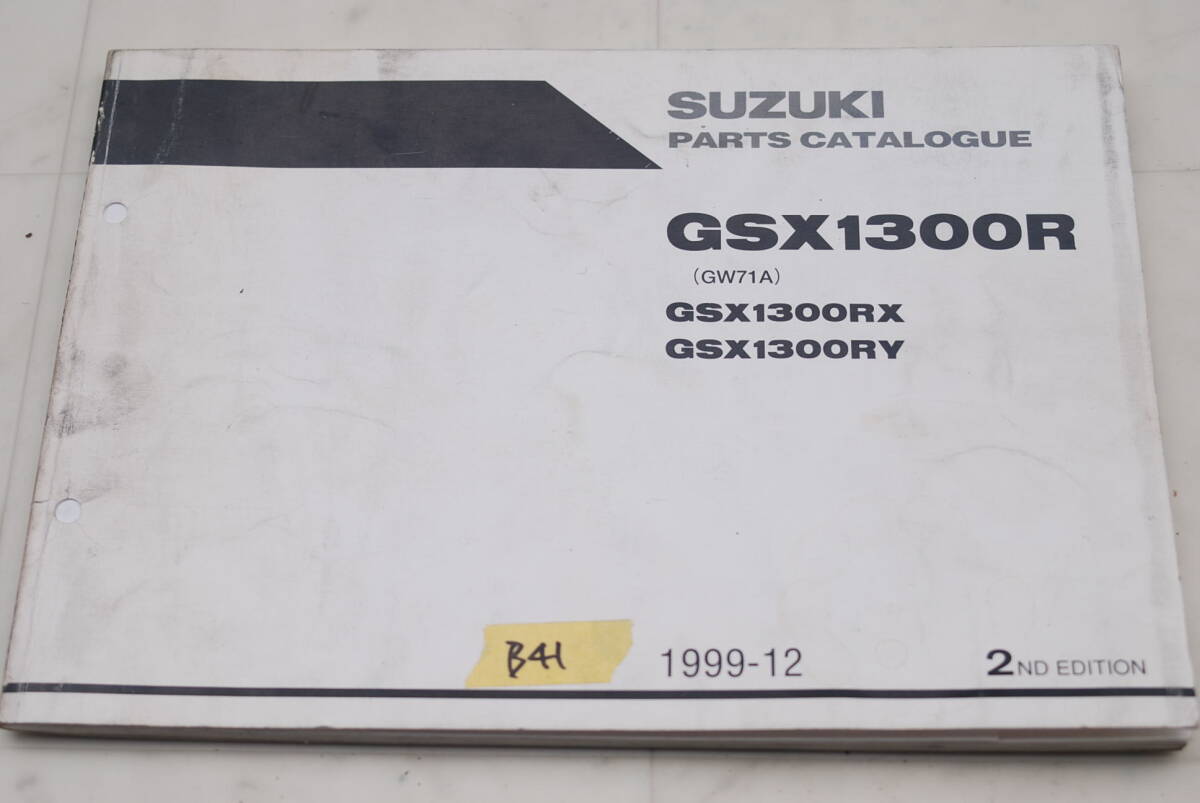 SUZUKI
PARTS CATALOGUE
GSX1300R
(GW71A)
GSX1300RX
GSX1300RY
B41
1999-12
2ND EDITION